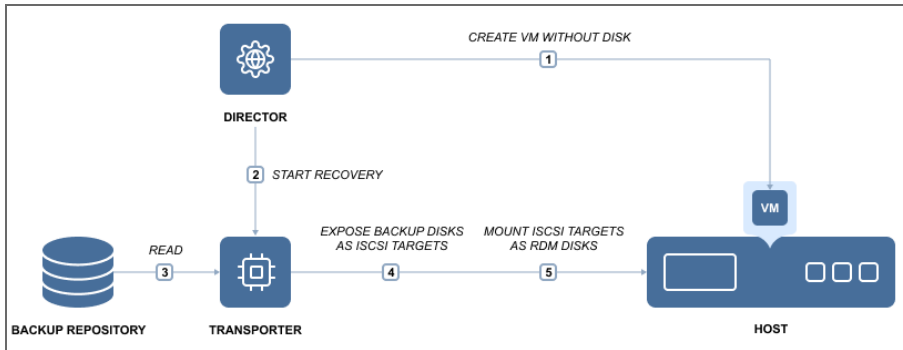 CREATE VM WITHOUT DISK
1
DIRECTOR
2 START RECOVERY
VM
READ
3
EXPOSE BACKUP DISKS
AS ISCSI TARGETS
4
MOUNT ISCSI TARGETS
AS RDM DISKS
5
BACKUP REPOSITORY
TRANSPORTER
HOST